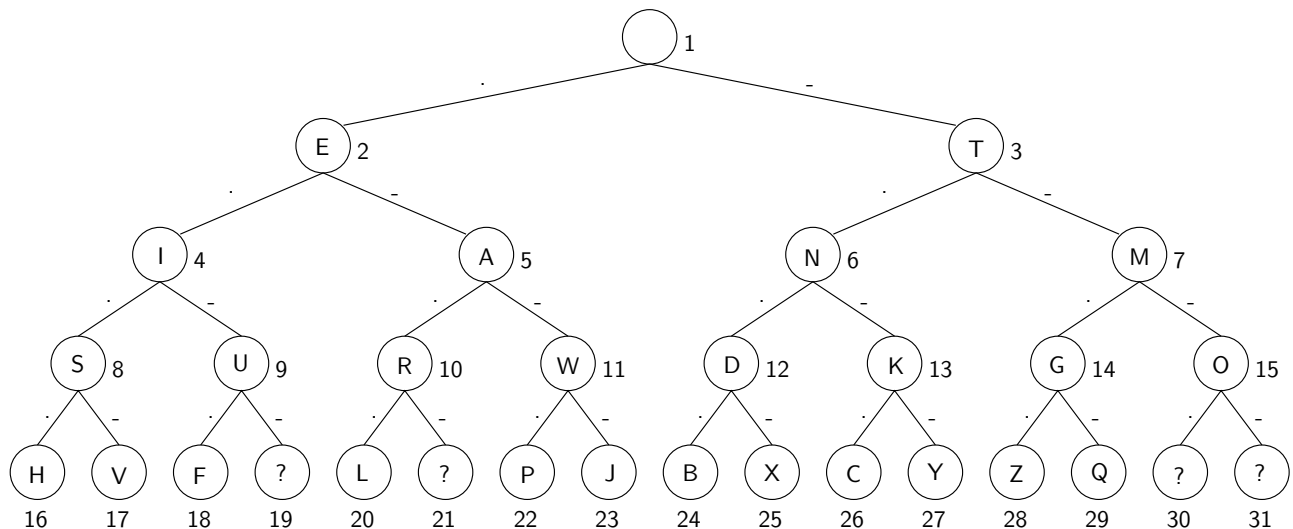 1
. -
E 2 T 3
. - . -
I 4 A 5 N 6 M 7
. - . - . - . -
S 8 U 9 R 10 W 11 D 12 K 13 G 14 O 15
. - . - . - . - . - . - . - . -
H V F ? L ? P J B X C Y Z Q ? ?
16 17 18 19 20 21 22 23 24 25 26 27 28 29 30 31